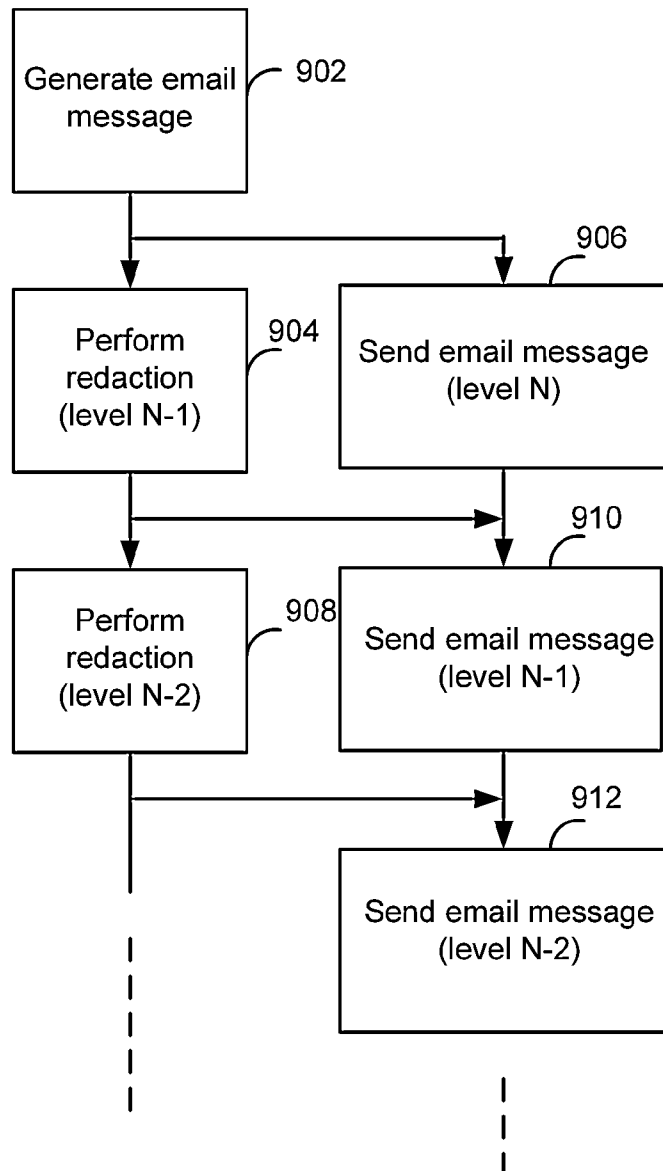 Generate email
message
902
906
Perform
redaction
(level N-1)
904
Send email message
(level N)
910
Perform
redaction
(level N-2)
908
Send email message
(level N-1)
912
Send email message
(level N-2)